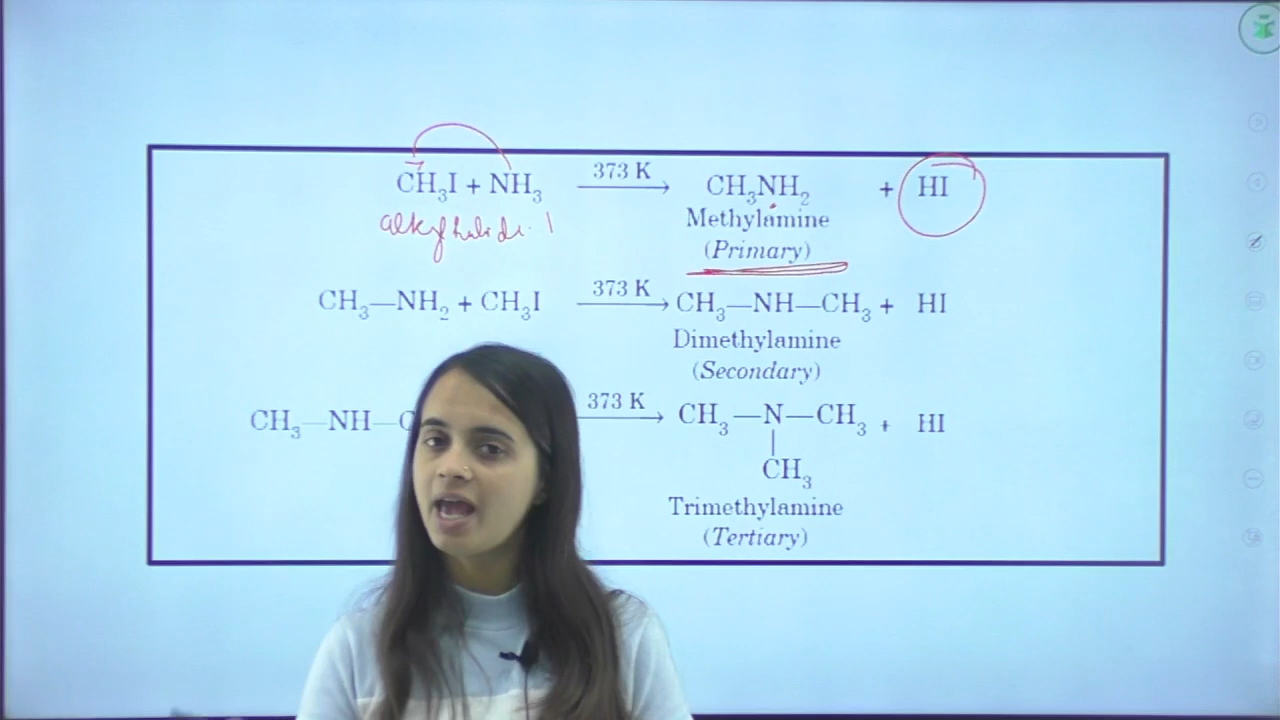 CH₃I + NH₃ 373 K → CH₃NH₂ + HI
alkyl halide
Methylamine
(Primary)
CH₃—NH₂ + CH₃I 373 K → CH₃—NH—CH₃ + HI
Dimethylamine
(Secondary)
CH₃—NH— 373 K → CH₃—N—CH₃ + HI
CH₃
Trimethylamine
(Tertiary)